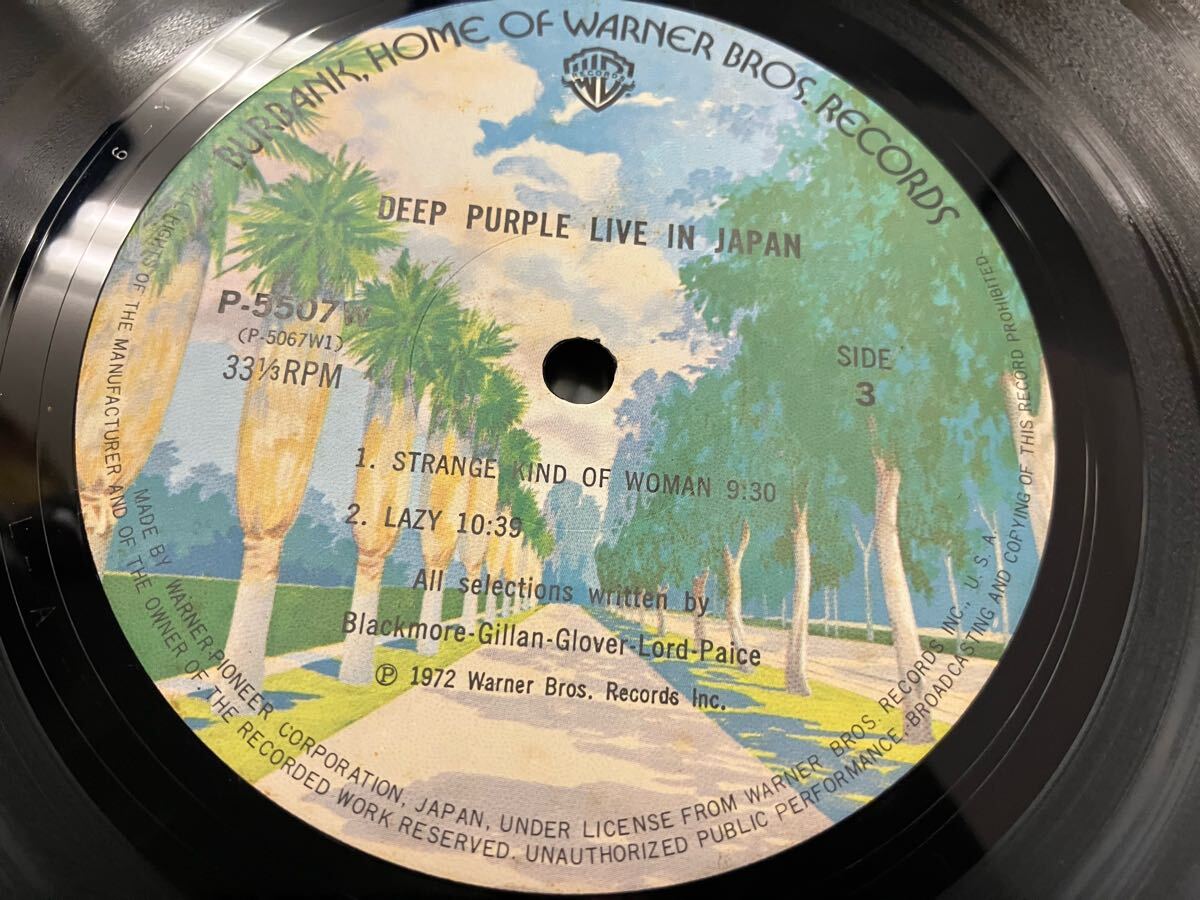 BURBANK, HOME OF WARNER BROS. RECORDS
RECORDS
DEEP PURPLE LIVE IN JAPAN
P-5507W
(P-5067W1)
33⅓RPM
SIDE
3
1. STRANGE KIND OF WOMAN 9:30
2. LAZY 10:39
All selections written by
Blackmore-Gillan-Glover-Lord-Paice
Ⓟ 1972 Warner Bros. Records Inc.
MADE BY WARNER-PIONEER CORPORATION, JAPAN, UNDER LICENSE FROM WARNER BROS. RECORDS INC., U. S. A.
RIGHTS OF THE MANUFACTURER AND OF THE OWNER OF THE RECORDED WORK RESERVED. UNAUTHORIZED PUBLIC PERFORMANCE, BROADCASTING AND COPYING OF THIS RECORD PROHIBITED.